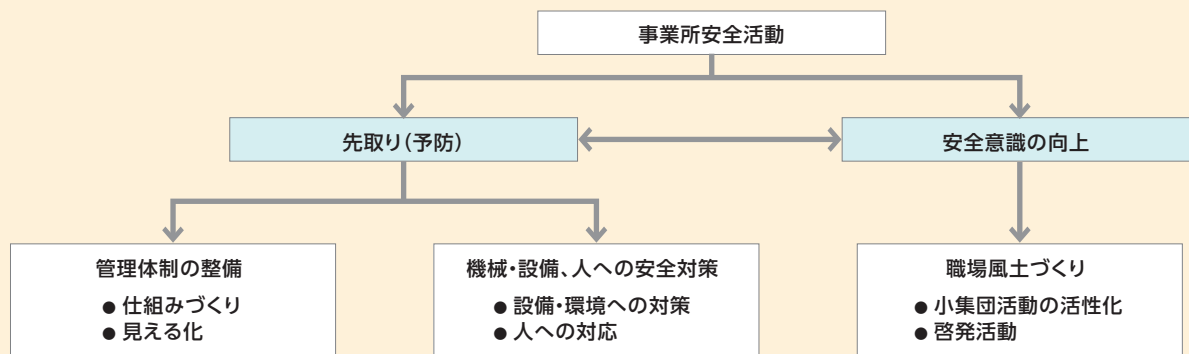 事業所安全活動
先取り(予防)
安全意識の向上
管理体制の整備
● 仕組みづくり
● 見える化
機械・設備、人への安全対策
● 設備・環境への対策
● 人への対応
職場風土づくり
● 小集団活動の活性化
● 啓発活動